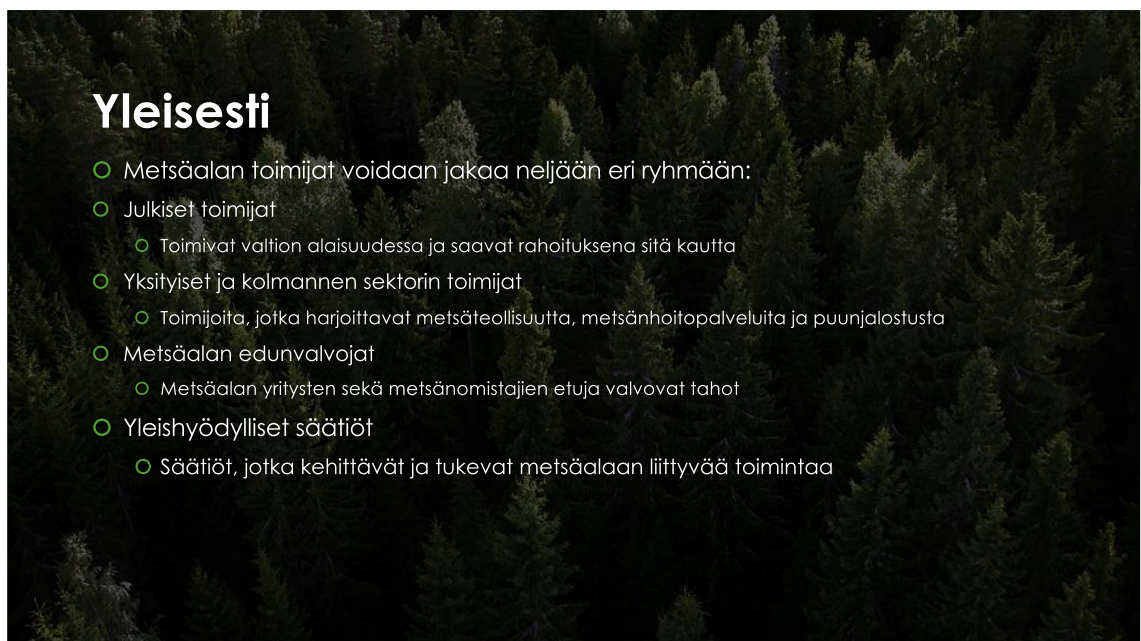 Yleisesti
Metsäalan toimijat voidaan jakaa neljään eri ryhmään:
Julkiset toimijat
Toimivat valtion alaisuudessa ja saavat rahoituksena sitä kautta
Yksityiset ja kolmannen sektorin toimijat
Toimijoita, jotka harjoittavat metsäteollisuutta, metsänhoitopalveluita ja puunjalostusta
Metsäalan edunvalvojat
Metsäalan yritysten sekä metsänomistajien etuja valvovat tahot
Yleishyödylliset säätiöt
Säätiöt, jotka kehittävät ja tukevat metsäalaan liittyvää toimintaa